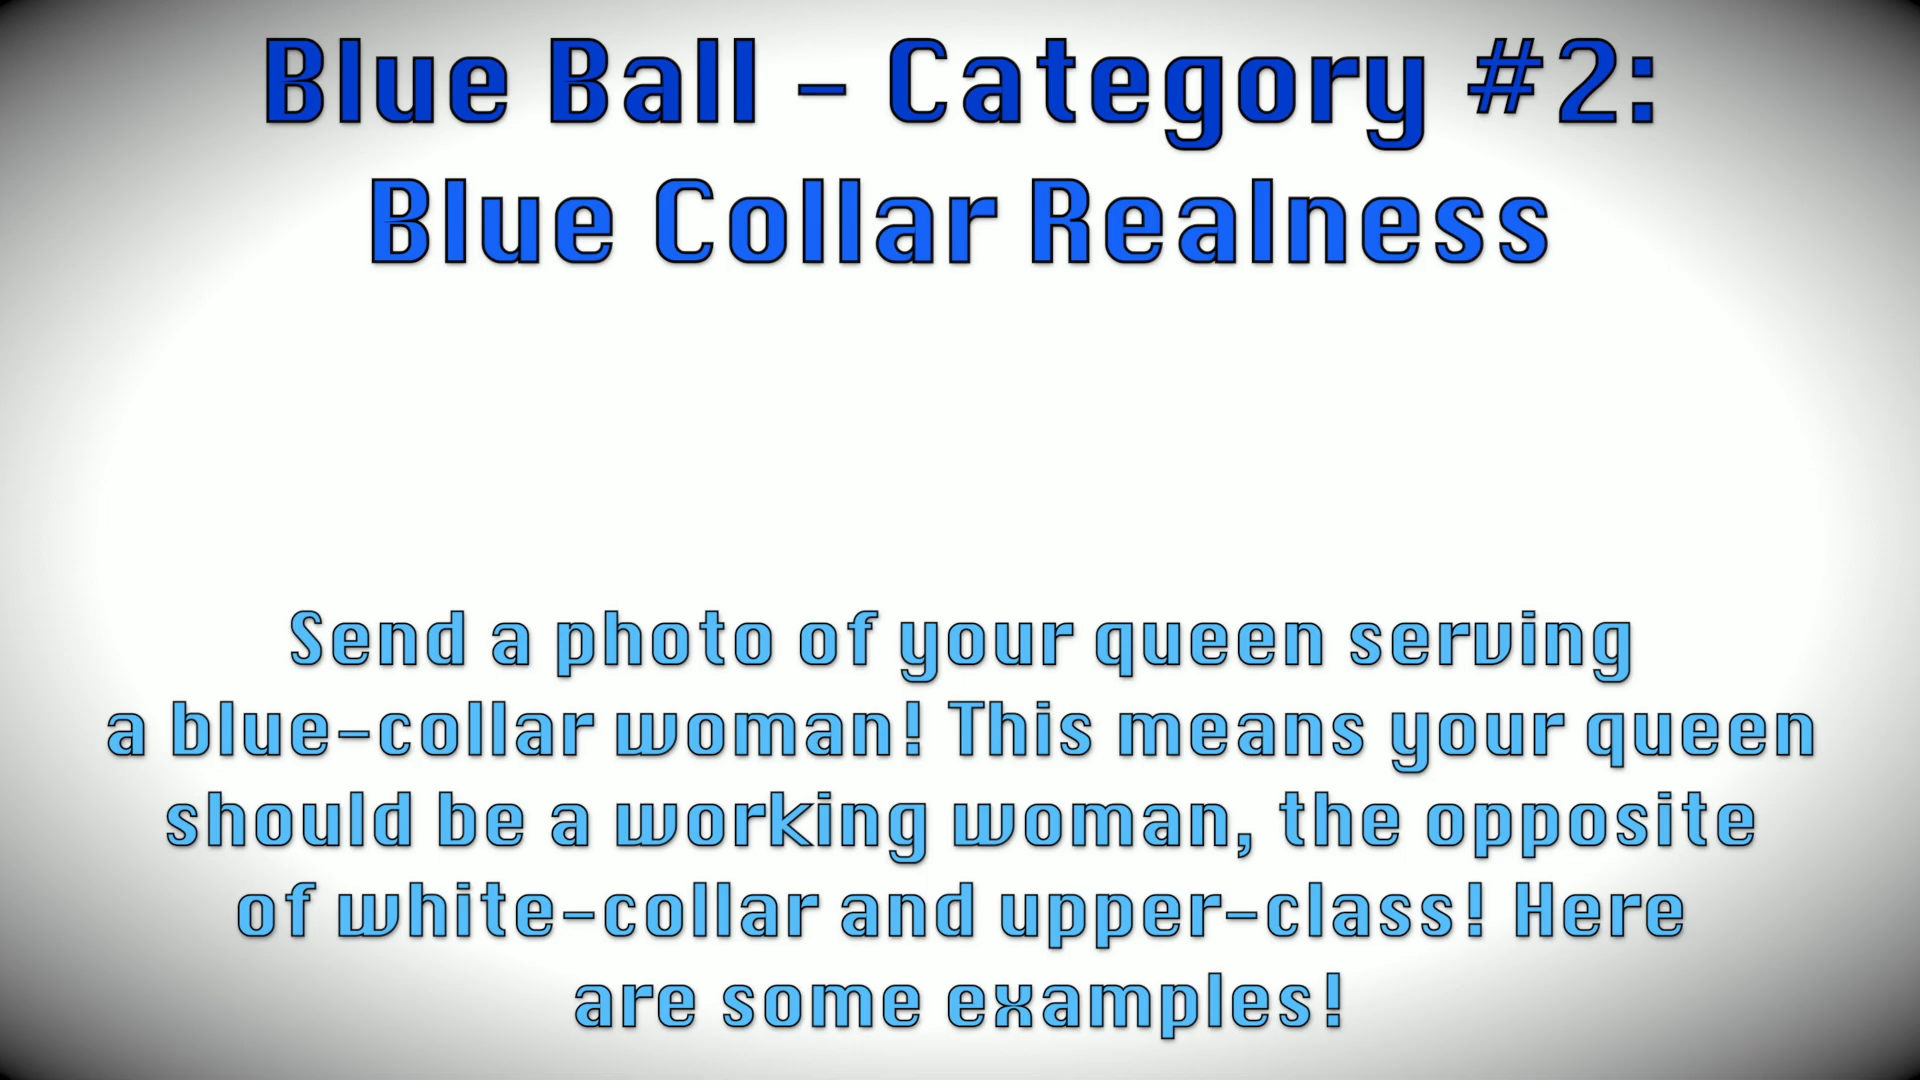 Blue Ball - Category #2:
Blue Collar Realness
Send a photo of your queen serving
a blue-collar woman! This means your queen
should be a working woman, the opposite
of white-collar and upper-class! Here
are some examples!